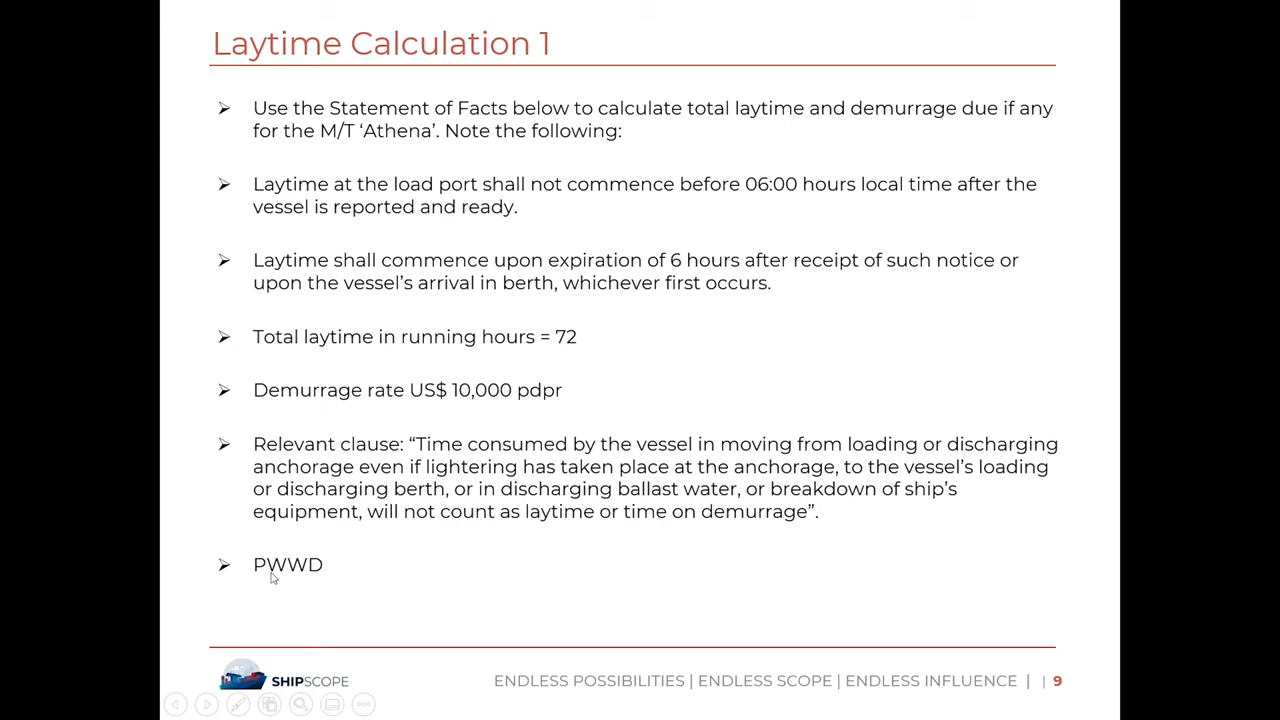 Laytime Calculation 1
Use the Statement of Facts below to calculate total laytime and demurrage due if any
for the M/T ‘Athena’. Note the following:
Laytime at the load port shall not commence before 06:00 hours local time after the
vessel is reported and ready.
Laytime shall commence upon expiration of 6 hours after receipt of such notice or
upon the vessel’s arrival in berth, whichever first occurs.
Total laytime in running hours = 72
Demurrage rate US$ 10,000 pdpr
Relevant clause: “Time consumed by the vessel in moving from loading or discharging
anchorage even if lightering has taken place at the anchorage, to the vessel’s loading
or discharging berth, or in discharging ballast water, or breakdown of ship’s
equipment, will not count as laytime or time on demurrage”.
PWWD
SHIPSCOPE
ENDLESS POSSIBILITIES | ENDLESS SCOPE | ENDLESS INFLUENCE | | 9